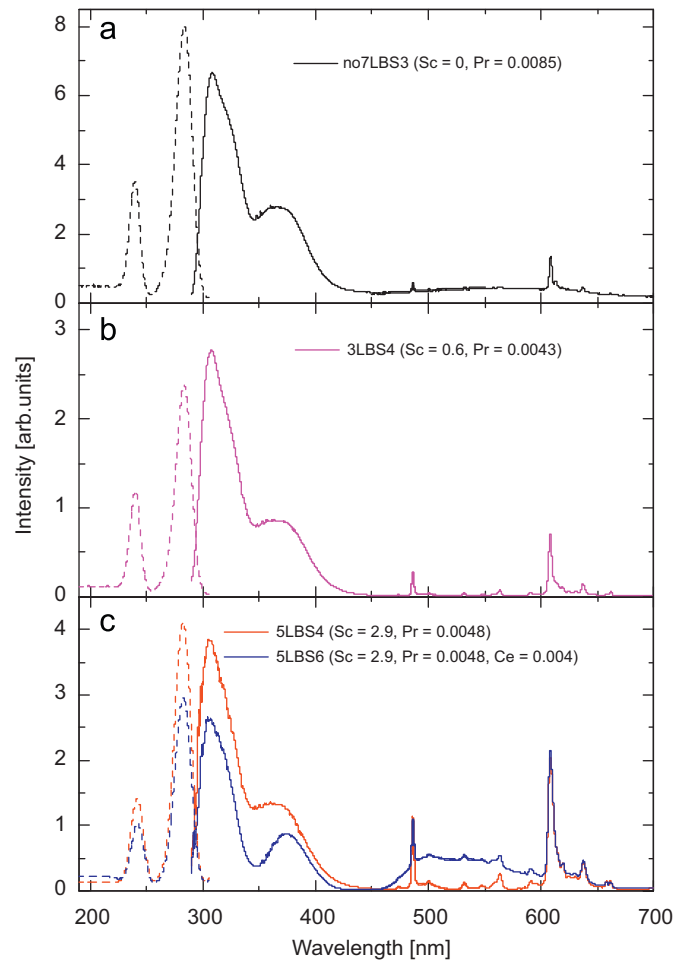 a
no7LBS3 (Sc = 0, Pr = 0.0085)
8
6
4
2
0
b
3LBS4 (Sc = 0.6, Pr = 0.0043)
3
2
1
0
c
5LBS4 (Sc = 2.9, Pr = 0.0048)
5LBS6 (Sc = 2.9, Pr = 0.0048, Ce = 0.004)
4
3
2
1
0
Intensity [arb.units]
200 300 400 500 600 700
Wavelength [nm]